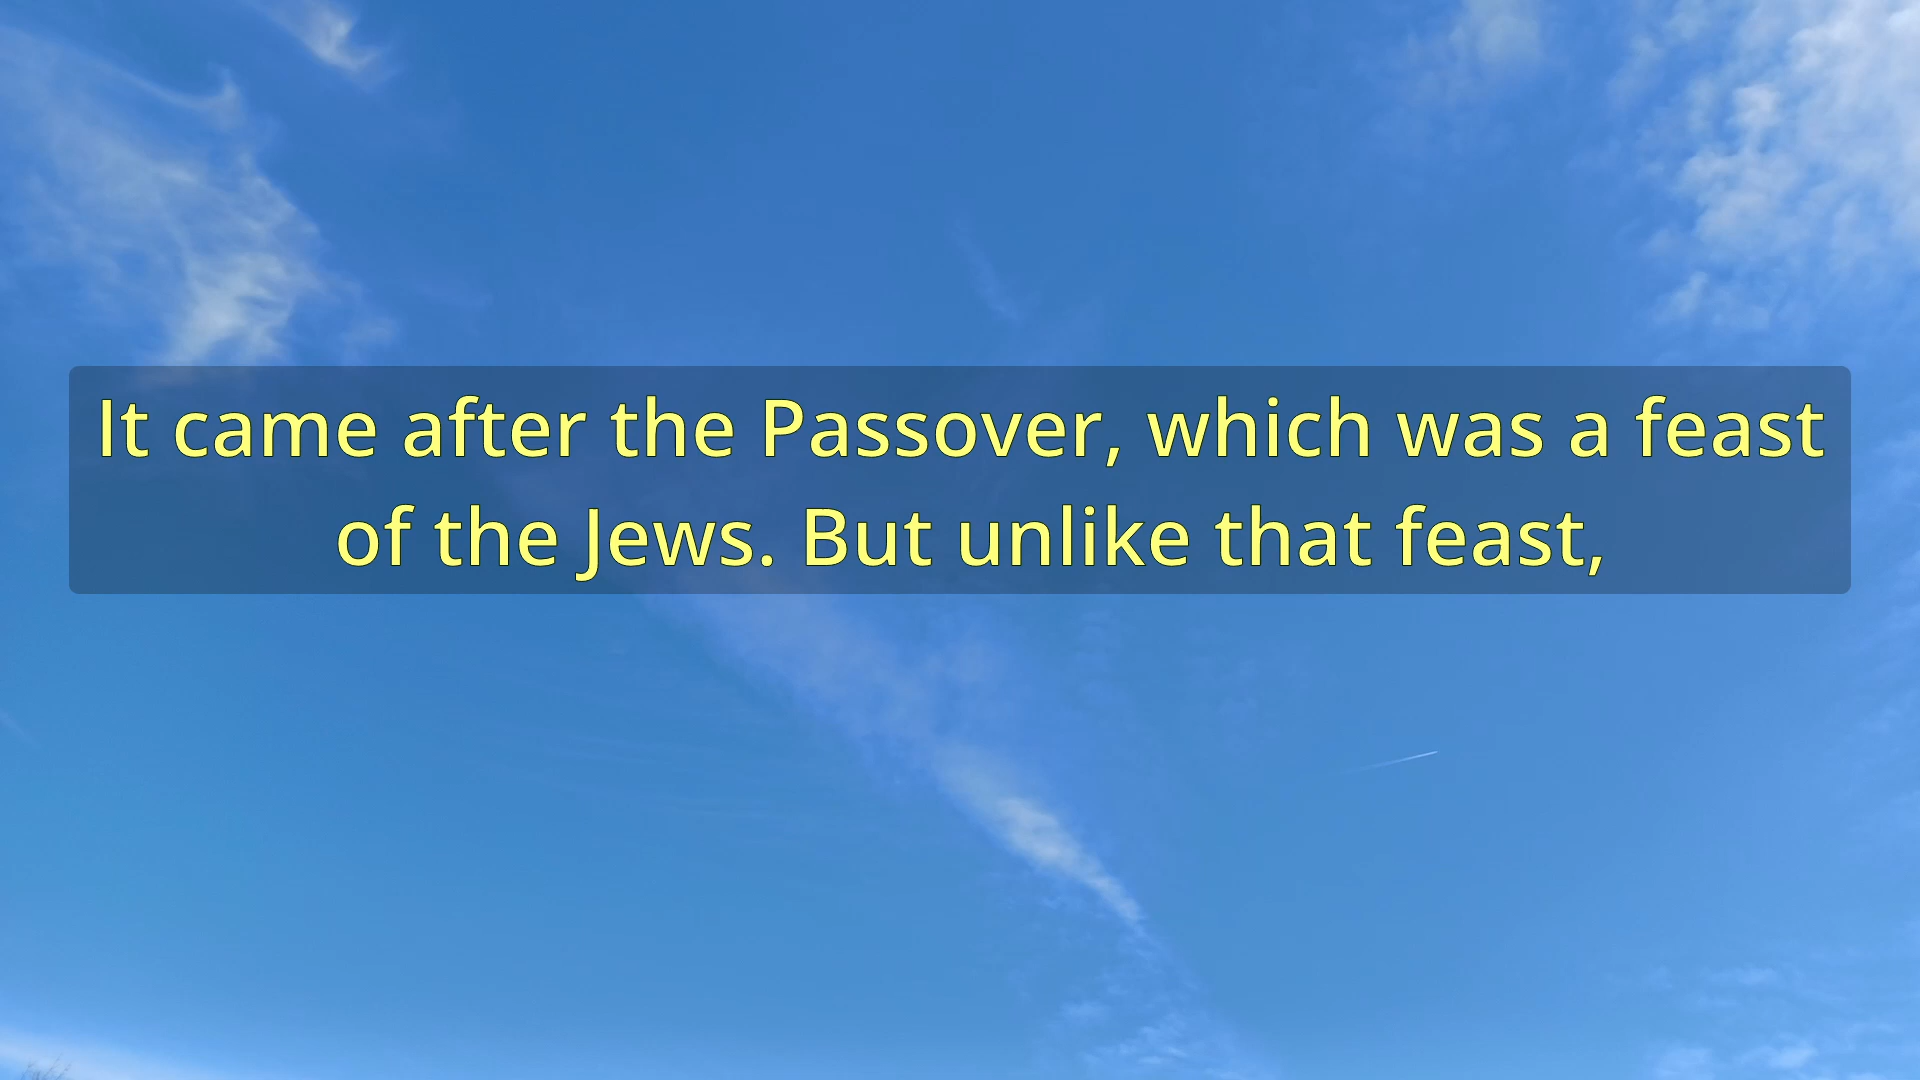 It came after the Passover, which was a feast
of the Jews. But unlike that feast,